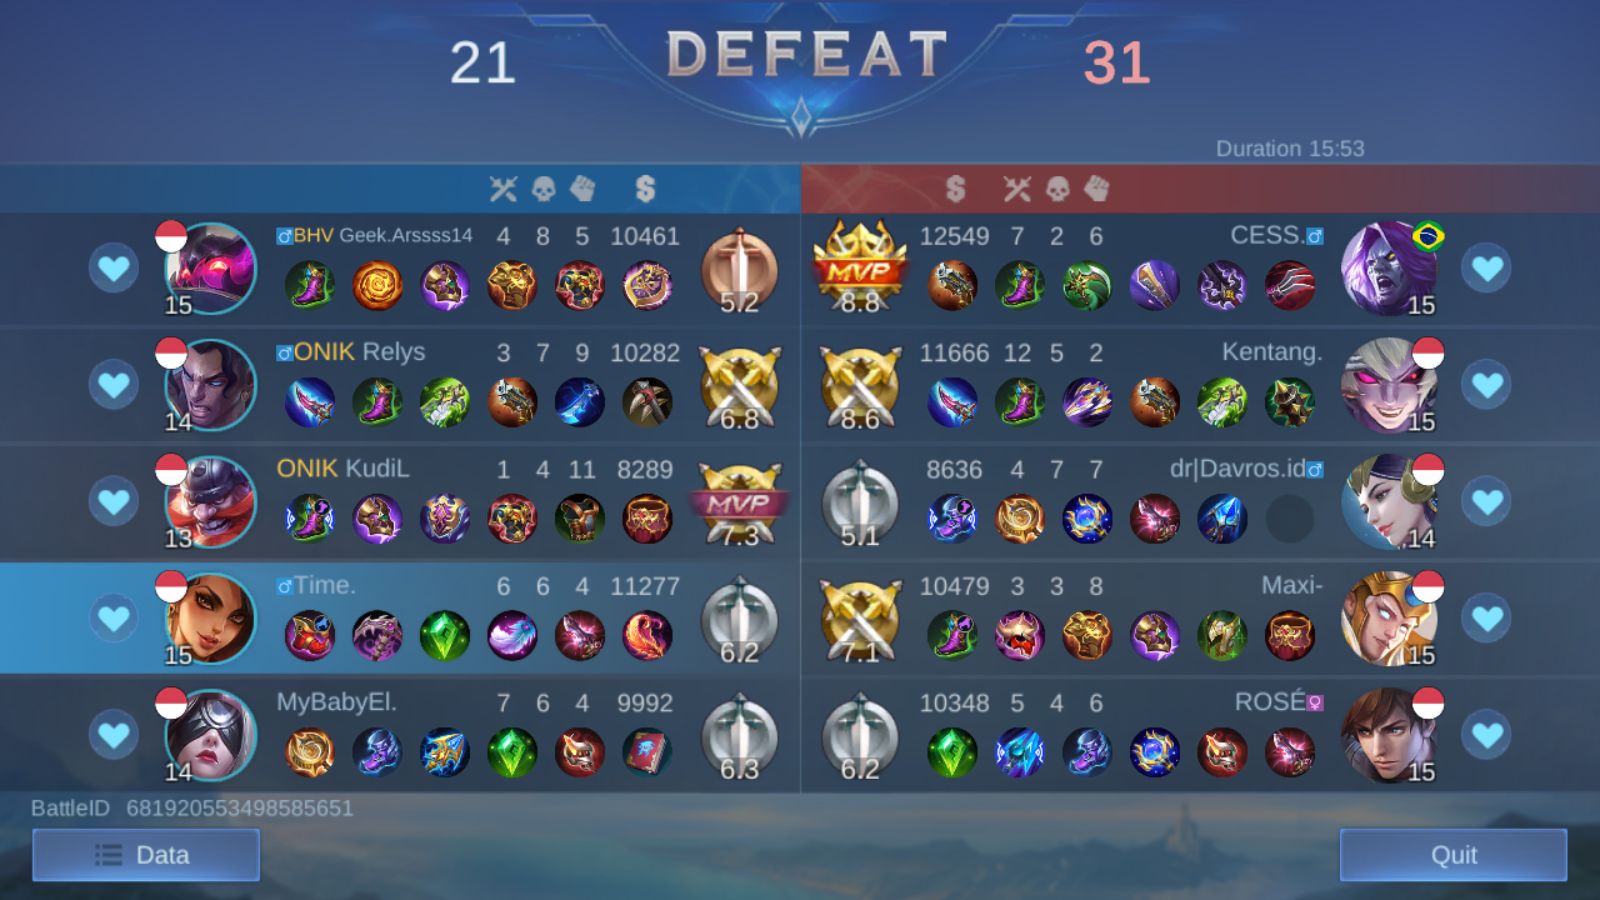 21 DEFEAT 31
Duration 15:53
BHV Geek.Arssss14 4 8 5 10461
15 5.2
MVP 12549 7 2 6 CESS.
8.8 15
ONIK Relys 3 7 9 10282
14 6.8
11666 12 5 2 Kentang.
8.6 15
ONIK KudiL 1 4 11 8289 MVP
13 7.3
8636 4 7 7 dr|Davros.id
5.1 14
Time. 6 6 4 11277
15 6.2
10479 3 3 8 Maxi-
7.1 15
MyBabyEl. 7 6 4 9992
14 6.3
10348 5 4 6 ROSÉ
6.2 15
BattleID 681920553498585651
Data
Quit